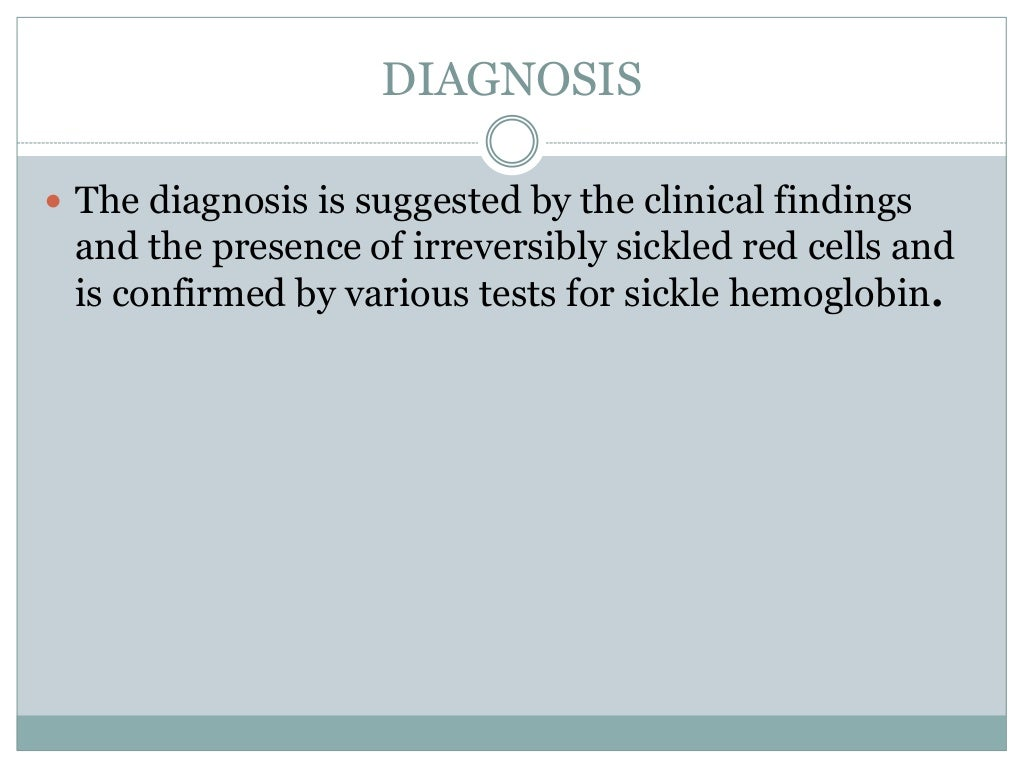 DIAGNOSIS
• The diagnosis is suggested by the clinical findings
and the presence of irreversibly sickled red cells and
is confirmed by various tests for sickle hemoglobin.